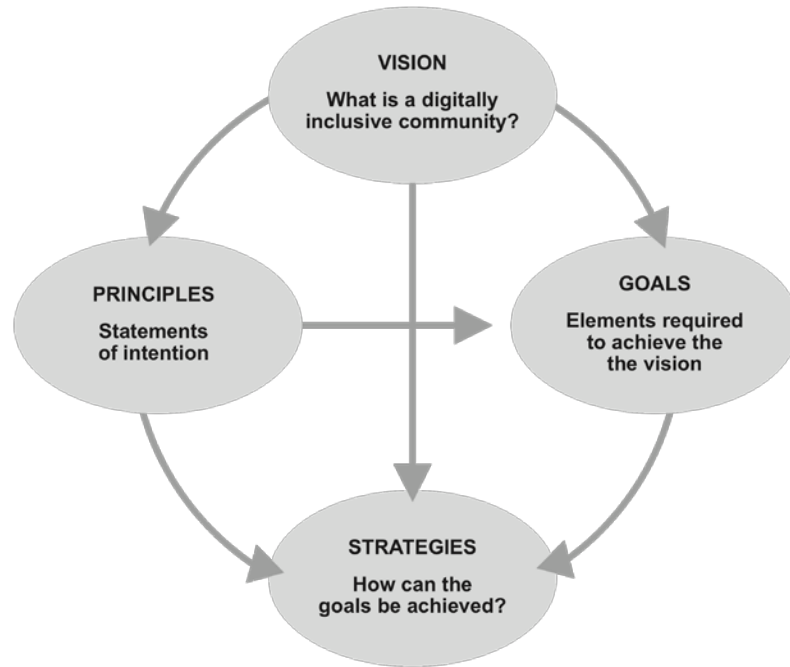 VISION
What is a digitally
inclusive community?
PRINCIPLES
Statements
of intention
GOALS
Elements required
to achieve the
the vision
STRATEGIES
How can the
goals be achieved?